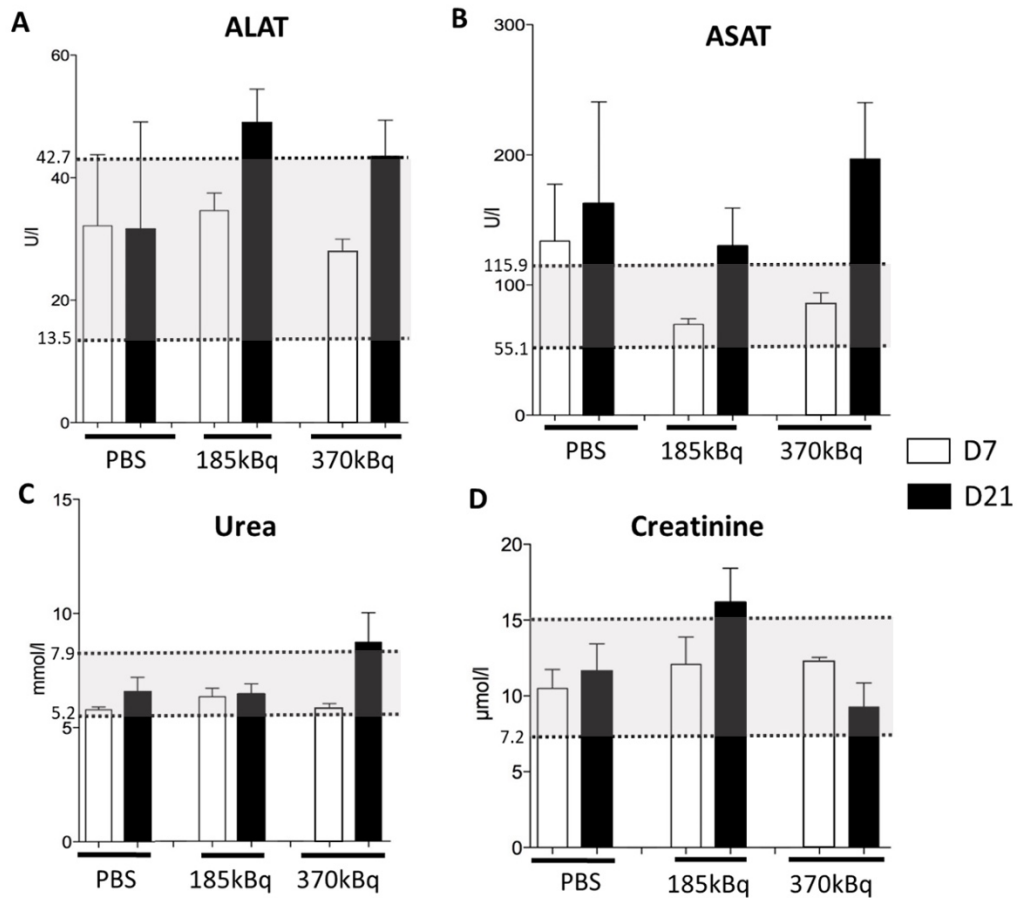 A
ALAT
60
42.7
40
U/l
20
13.5
0
PBS
185kBq
370kBq
B
ASAT
300
200
U/l
115.9
100
55.1
0
PBS
185kBq
370kBq
D7
D21
C
Urea
15
10
7.9
mmol/l
5.2
5
0
PBS
185kBq
370kBq
D
Creatinine
20
15
10
µmol/l
7.2
5
0
PBS
185kBq
370kBq